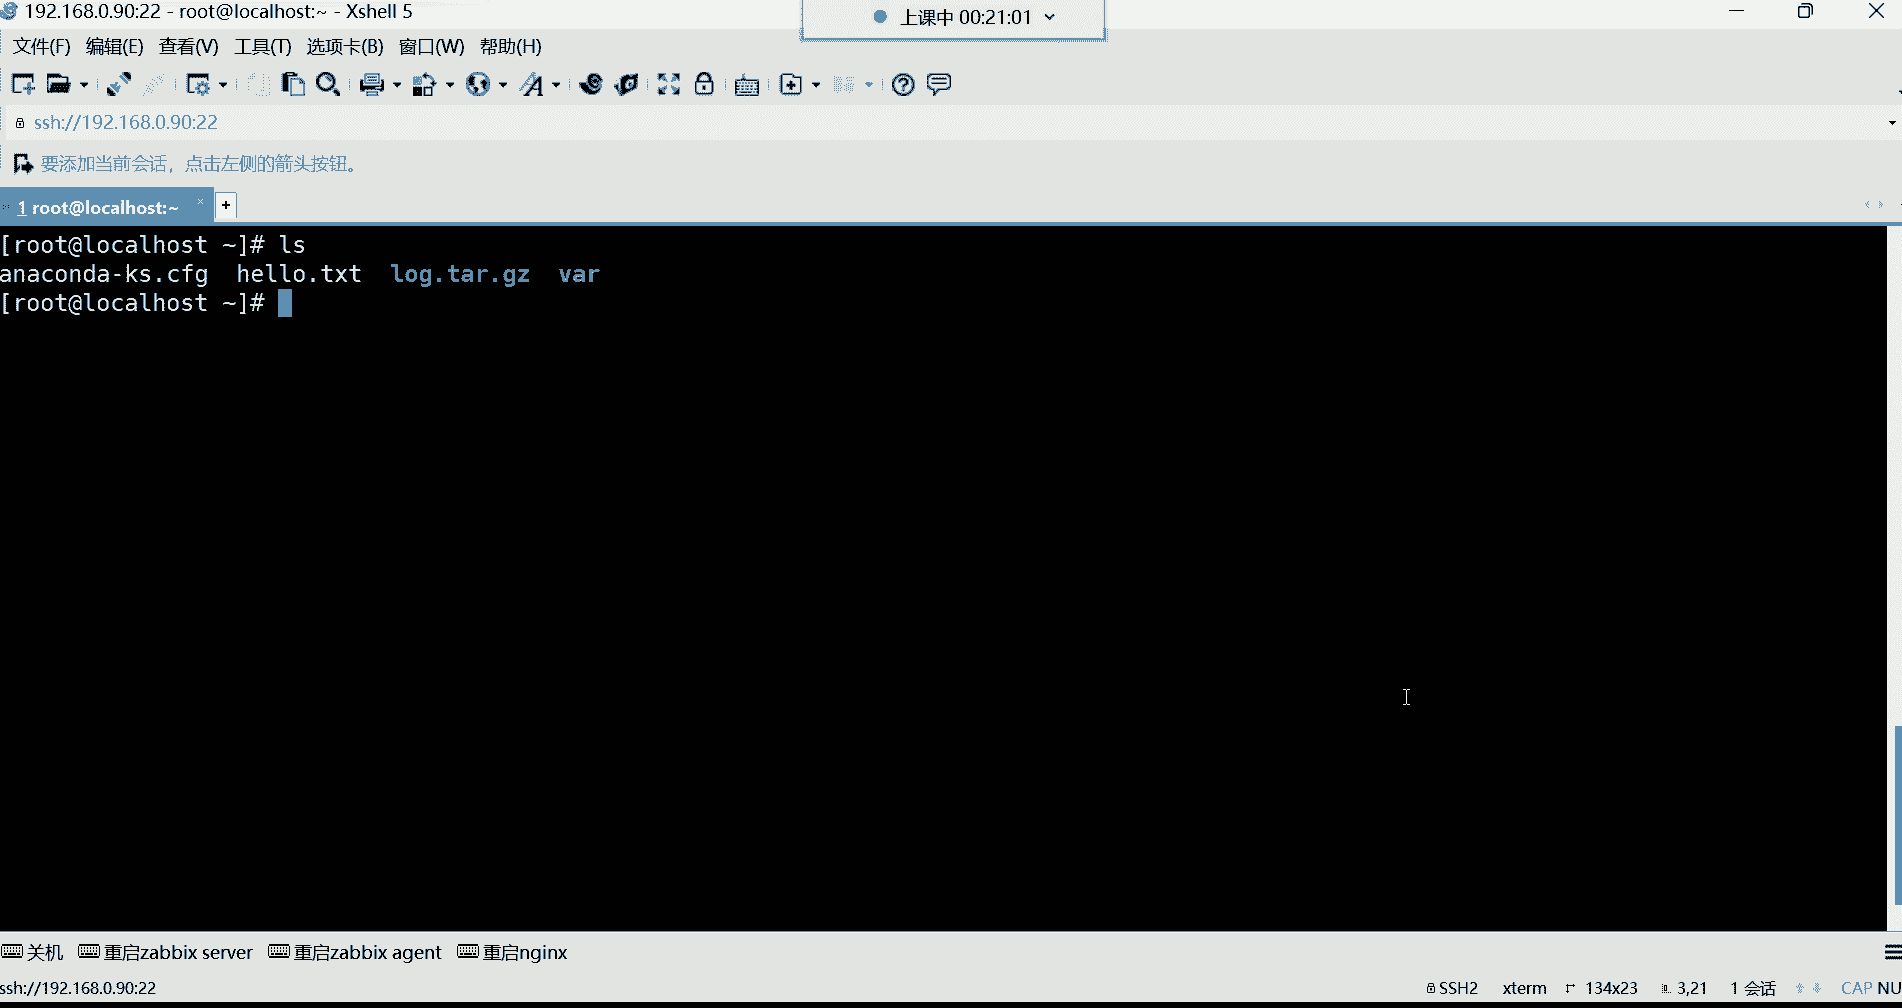 192.168.0.90:22 - root@localhost:~ - Xshell 5
上课中 00:21:01
文件(F) 编辑(E) 查看(V) 工具(T) 选项卡(B) 窗口(W) 帮助(H)
ssh://192.168.0.90:22
要添加当前会话，点击左侧的箭头按钮。
1 root@localhost:~ × +
[root@localhost ~]# ls
anaconda-ks.cfg hello.txt log.tar.gz var
[root@localhost ~]#
关机 重启zabbix server 重启zabbix agent 重启nginx
ssh://192.168.0.90:22 SSH2 xterm 134x23 3,21 1 会话 CAP NU